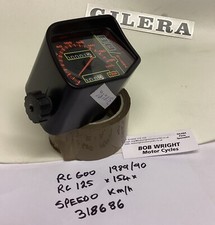 GILERA
BOB WRIGHT
Motor Cycles
RC 600 1989/90
RC 125 x 154 x
SPEEDO Km/h
318686